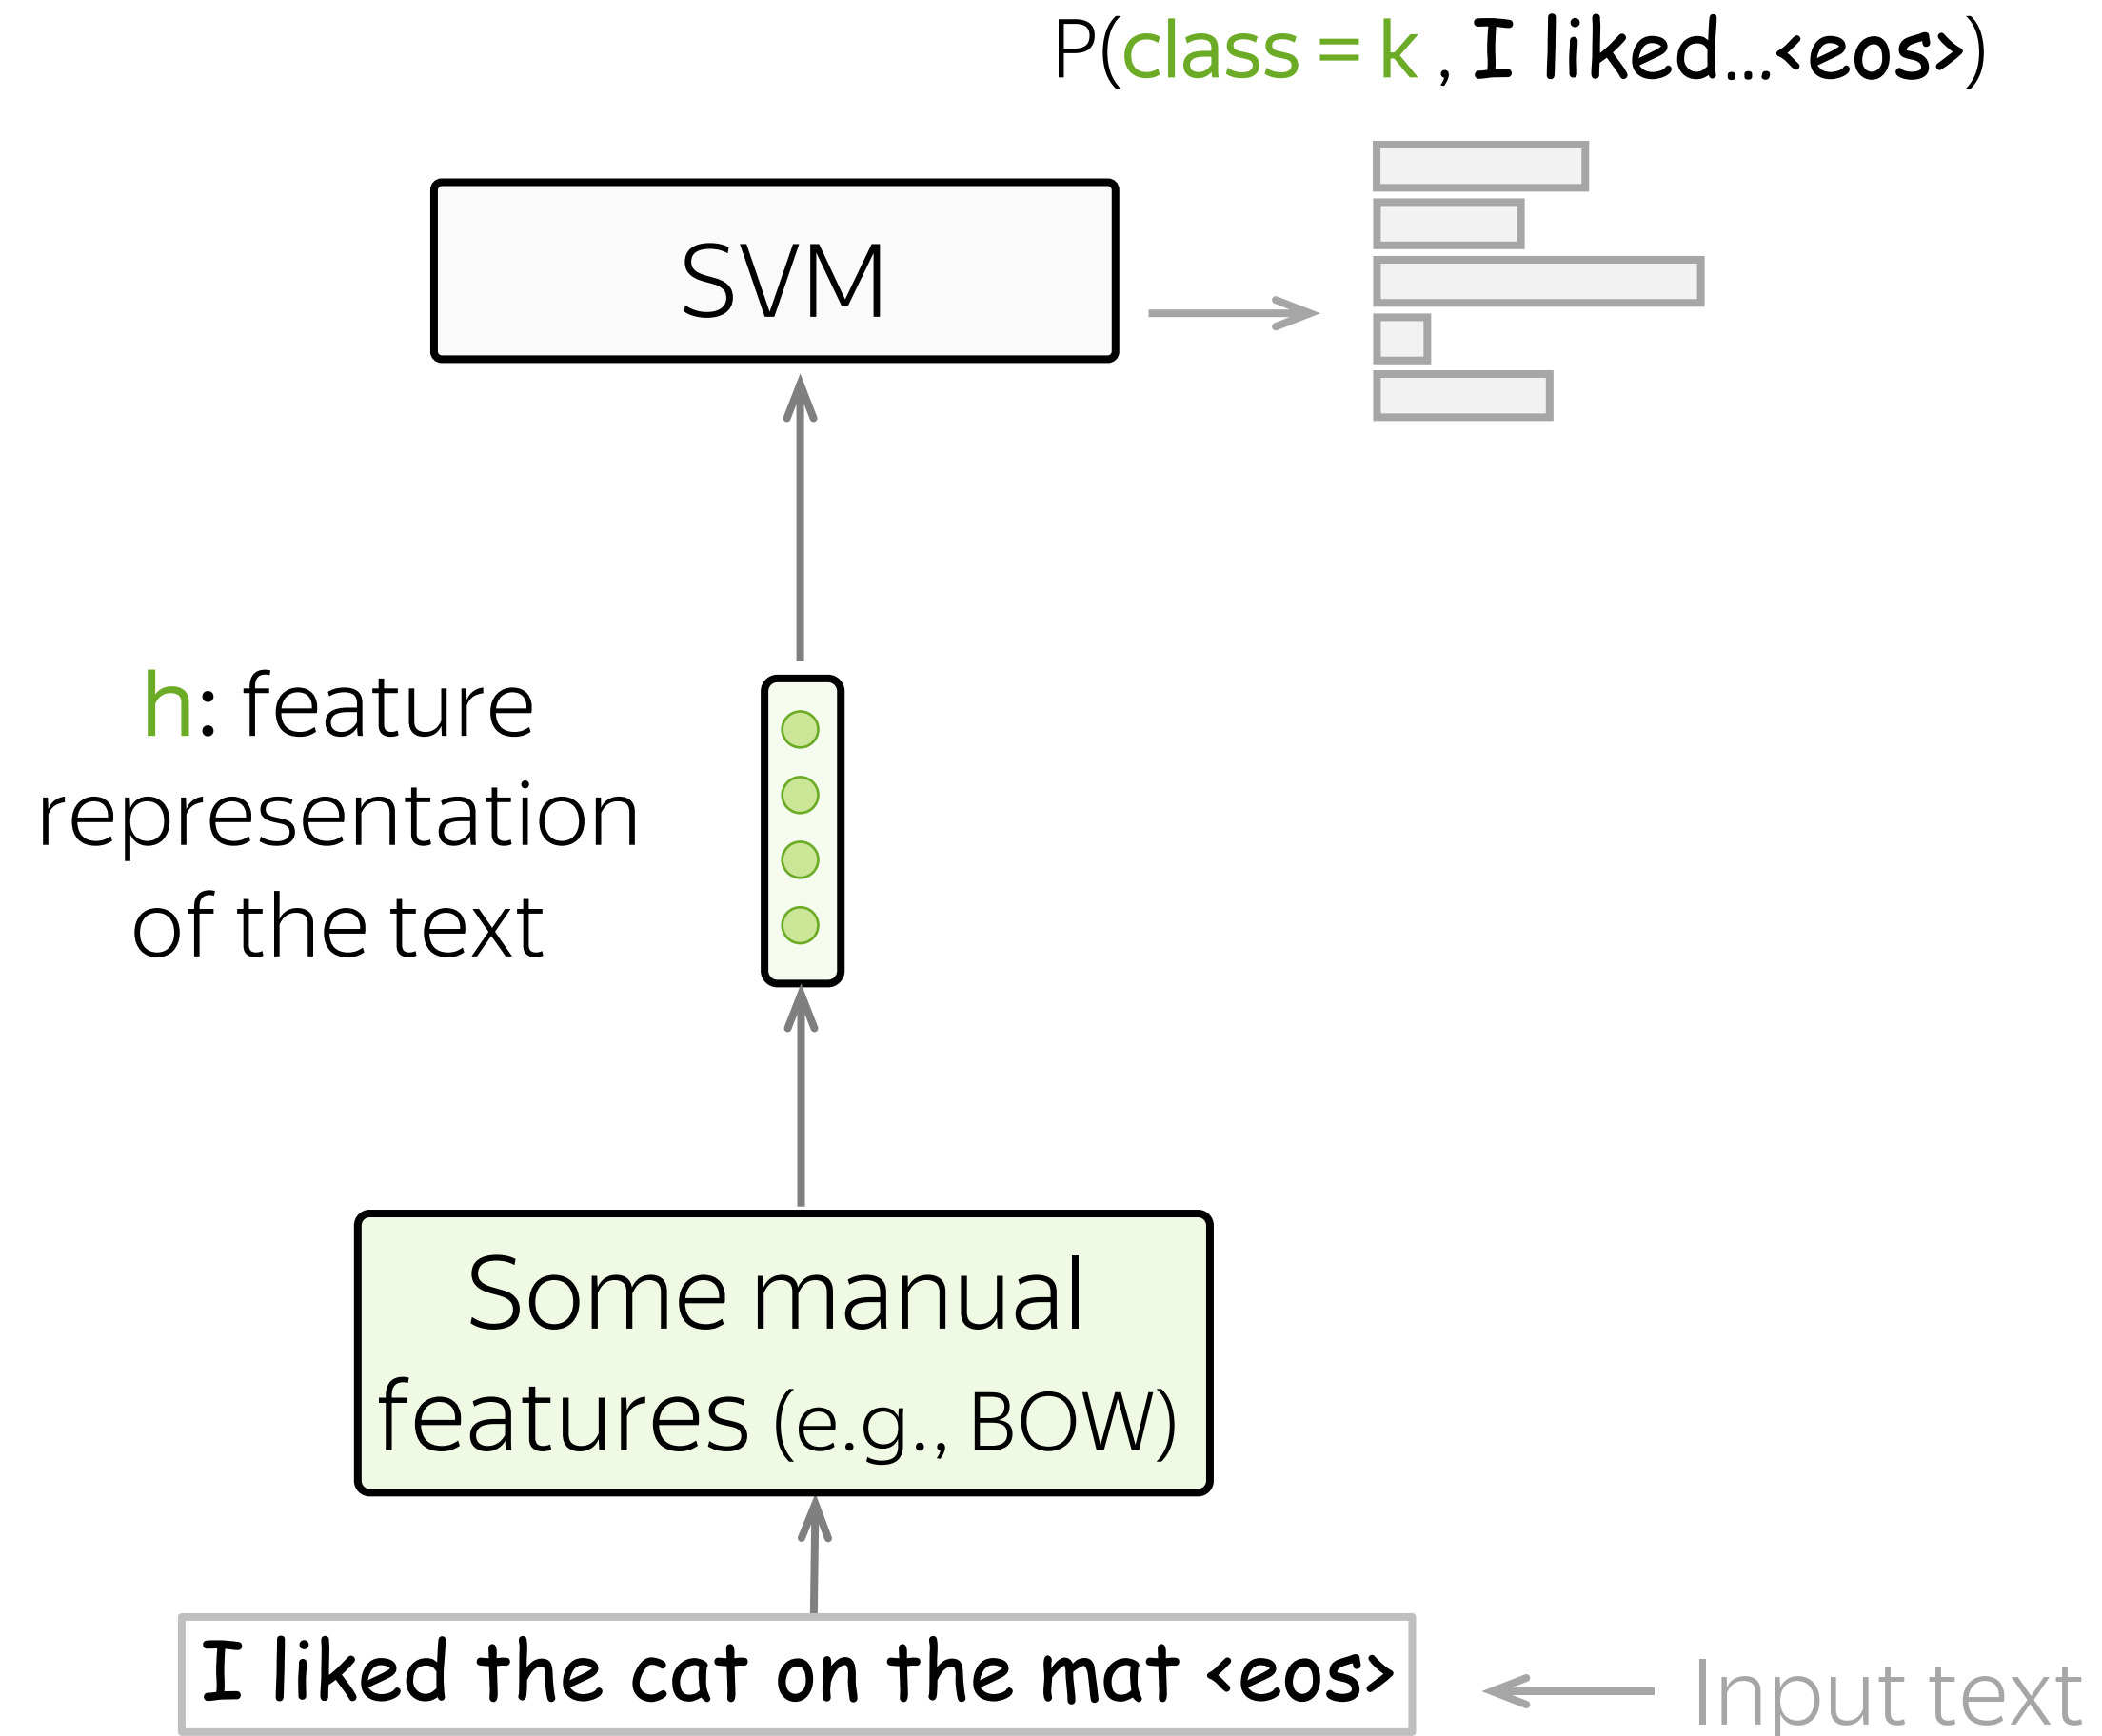 P(class = k , I liked...<eos>)
SVM
h: feature
representation
of the text
Some manual
features (e.g., BOW)
I liked the cat on the mat <eos>
Input text